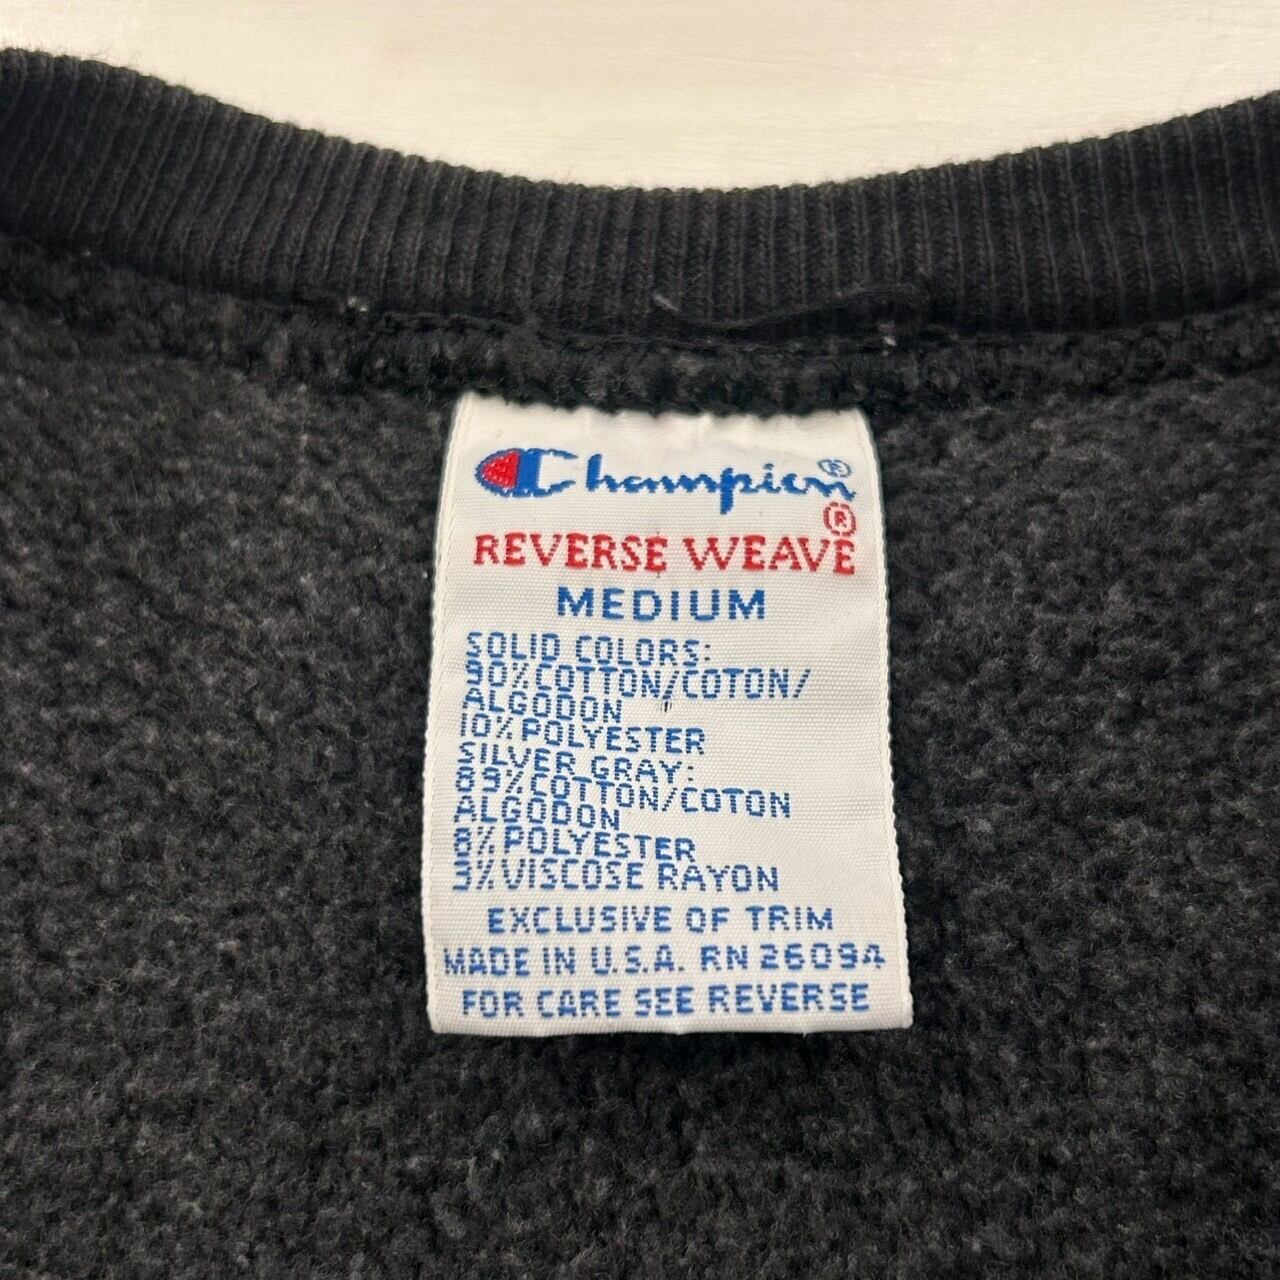 Champion®
REVERSE WEAVE®
MEDIUM
SOLID COLORS:
90% COTTON/COTON/
ALGODON
10% POLYESTER
SILVER GRAY:
89% COTTON/COTON
ALGODON
8% POLYESTER
3% VISCOSE RAYON
EXCLUSIVE OF TRIM
MADE IN U.S.A. RN 26094
FOR CARE SEE REVERSE